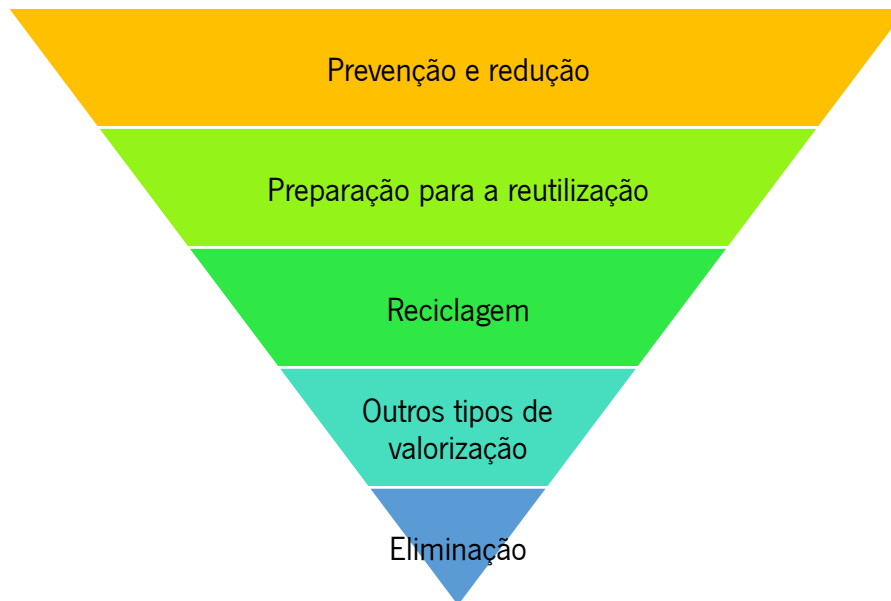 Prevenção e redução
Preparação para a reutilização
Reciclagem
Outros tipos de
valorização
Eliminação